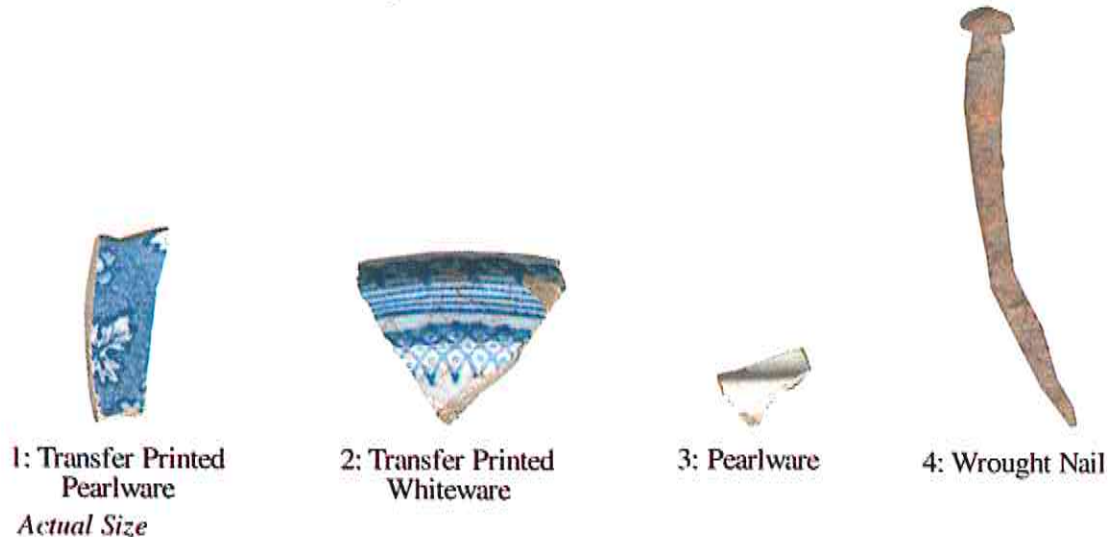 1: Transfer Printed
Pearlware
2: Transfer Printed
Whiteware
3: Pearlware
4: Wrought Nail
Actual Size